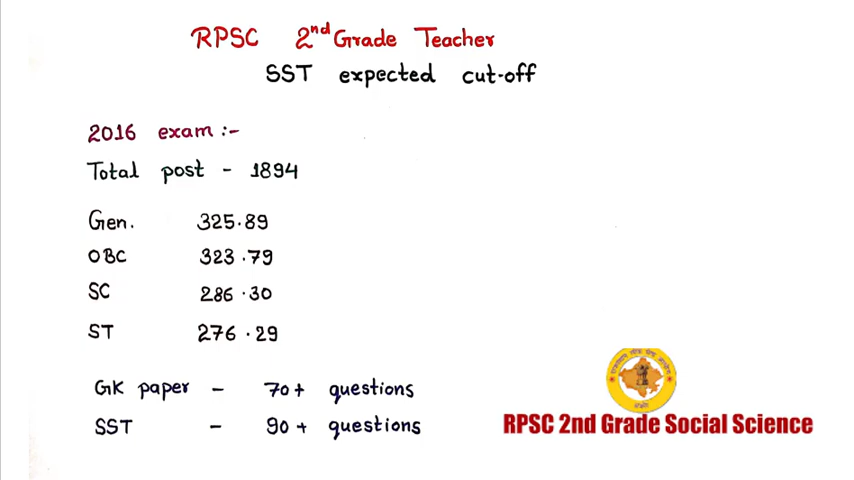 RPSC 2nd Grade Teacher
SST expected cut-off
2016 exam :-
Total post - 1894
Gen. 325.89
OBC 323.79
SC 286.30
ST 276.29
GK paper - 70+ questions
SST - 90+ questions
RPSC 2nd Grade Social Science